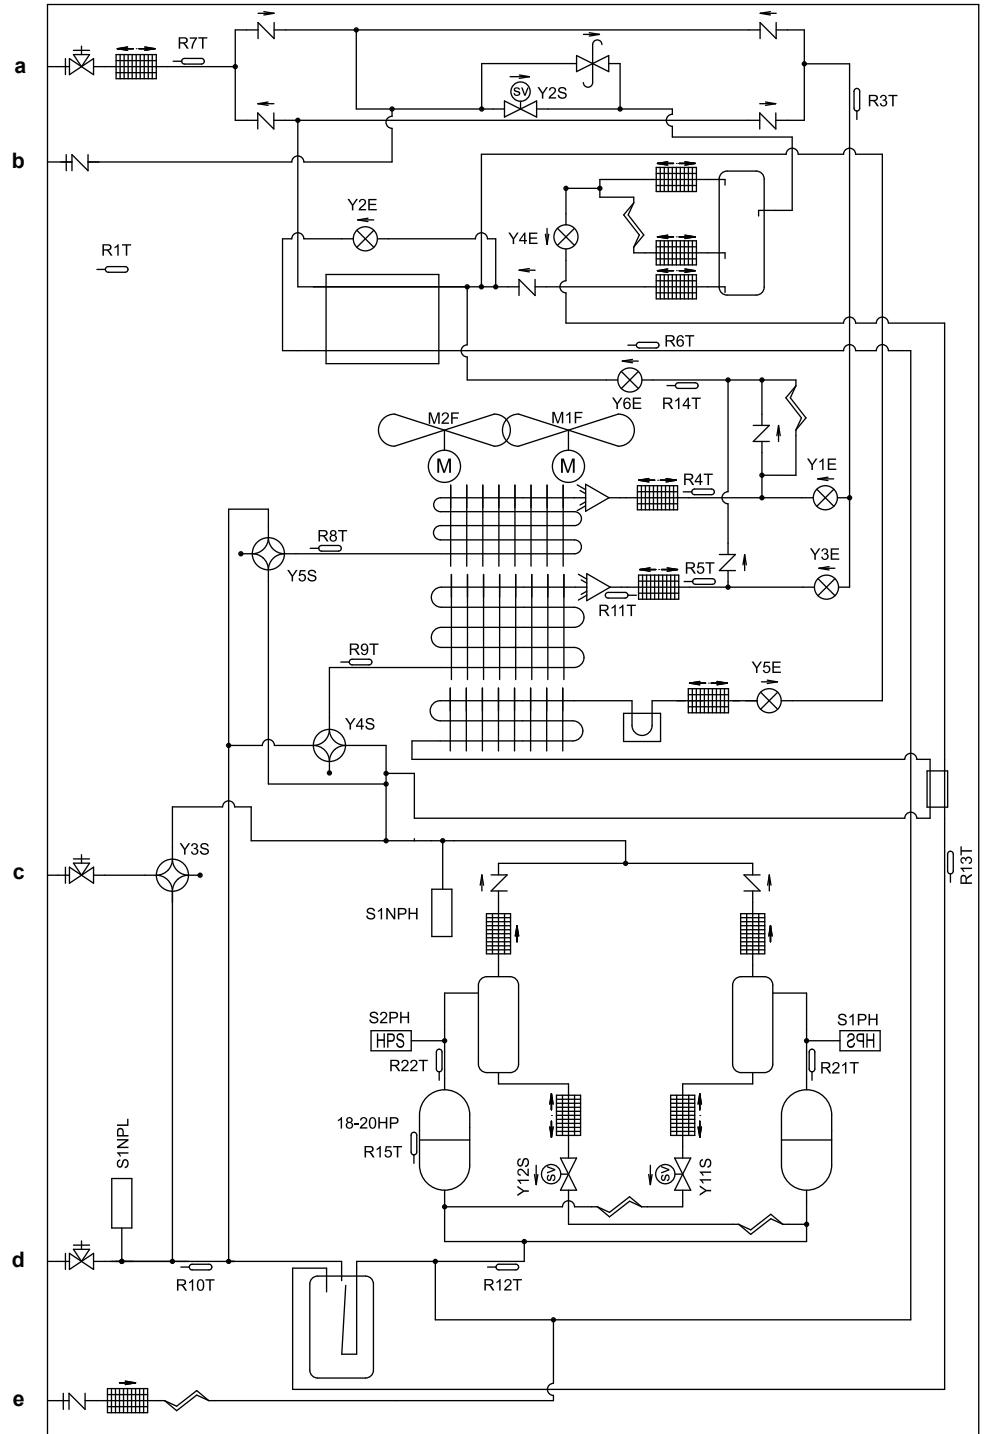 a
R7T
R3T
SV
Y2S
b
Y2E
Y4E
R1T
R6T
Y6E
R14T
M2F
M1F
M
M
R4T
Y1E
R8T
Y5S
R5T
Y3E
R11T
R9T
Y5E
Y4S
c
Y3S
R13T
S1NPH
S2PH
HPS
S1PH
HPS
R22T
R21T
18-20HP
R15T
S1NPL
Y12S
SV
SV
Y11S
d
R10T
R12T
e